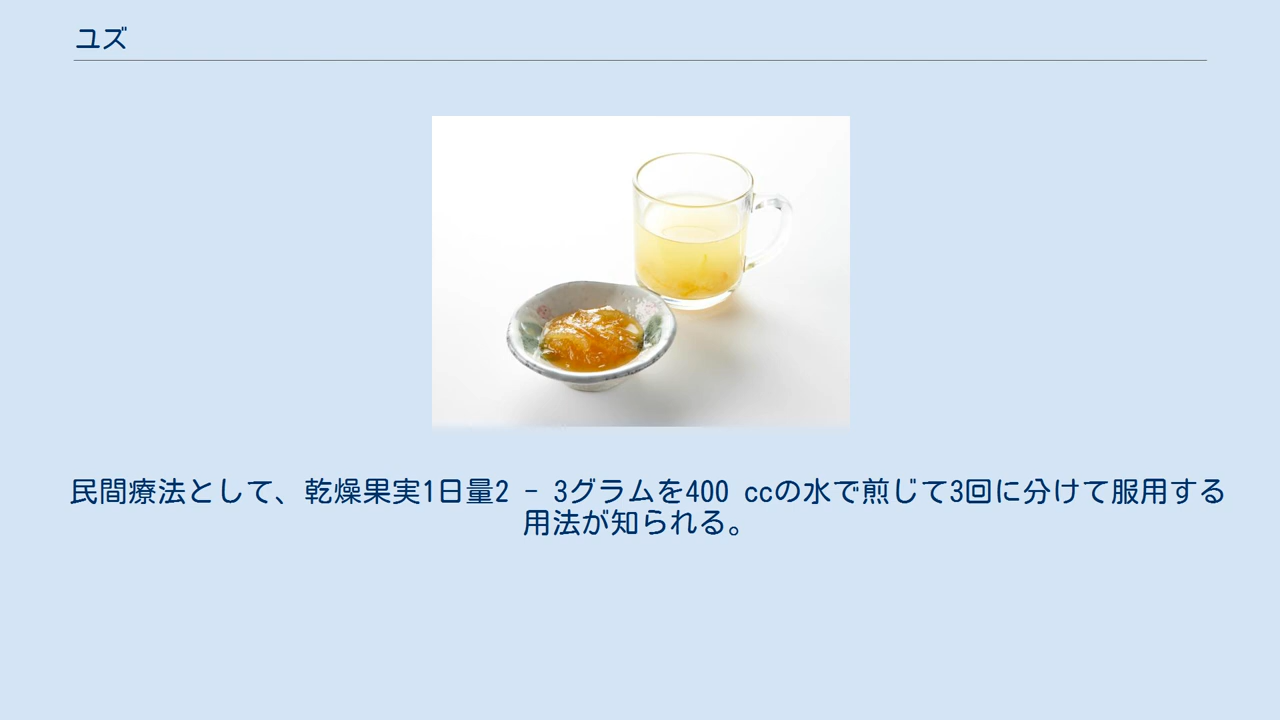 ユズ
民間療法として、乾燥果実1日量2 - 3グラムを400 ccの水で煎じて3回に分けて服用する
用法が知られる。